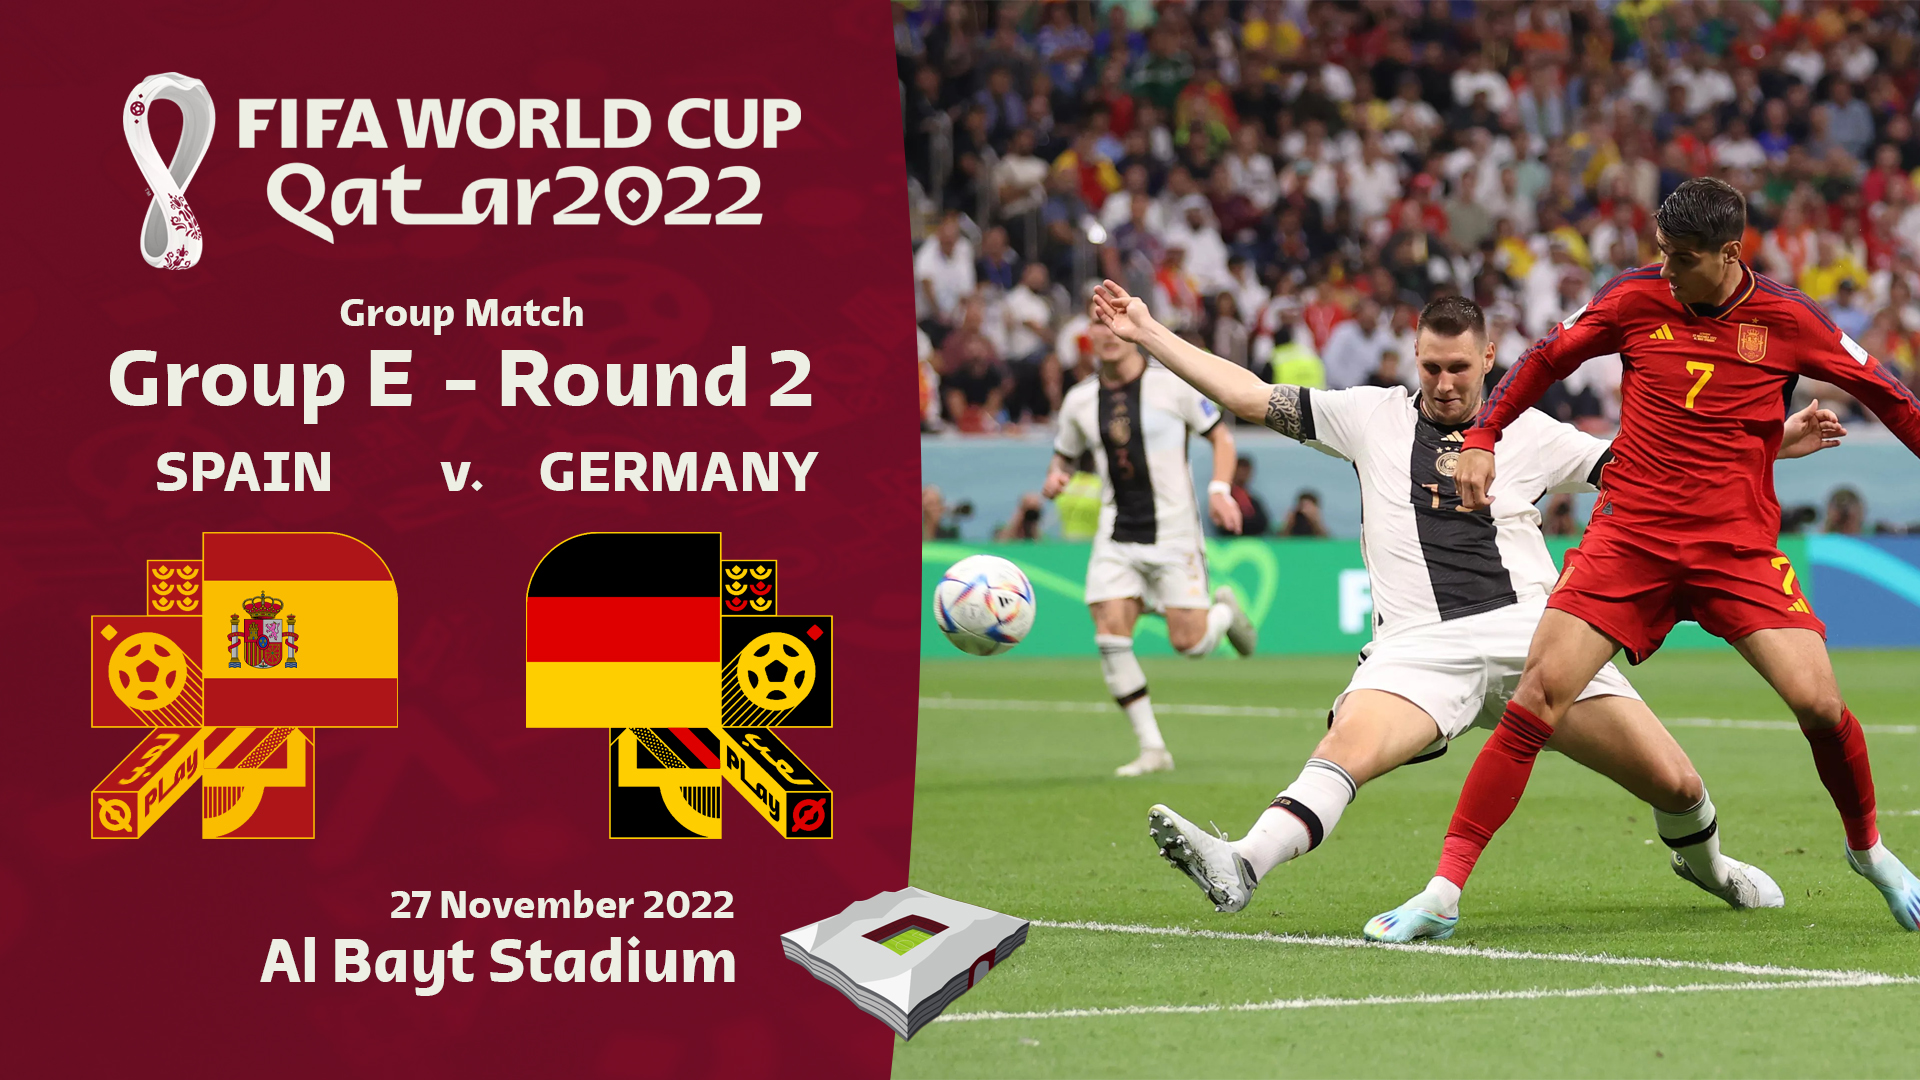 FIFA WORLD CUP
Qatar2022
Group Match
Group E - Round 2
SPAIN v. GERMANY
PLay
PLay
27 November 2022
Al Bayt Stadium
7
7